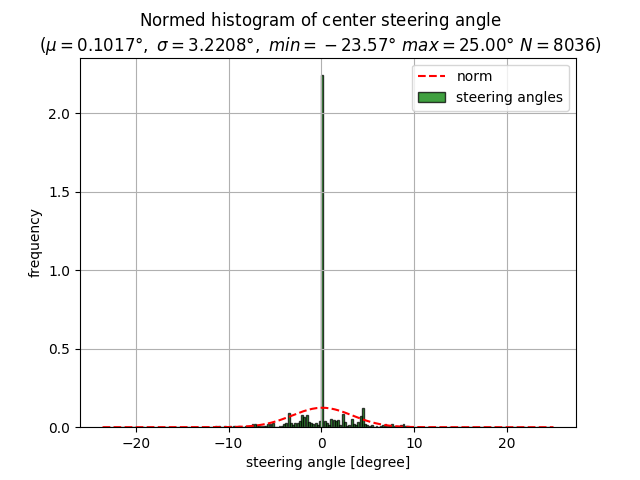 Normed histogram of center steering angle
(μ = 0.1017°, σ = 3.2208°, min = −23.57° max = 25.00° N = 8036)
norm
steering angles
2.0
1.5
1.0
0.5
0.0
frequency
−20
−10
0
10
20
steering angle [degree]